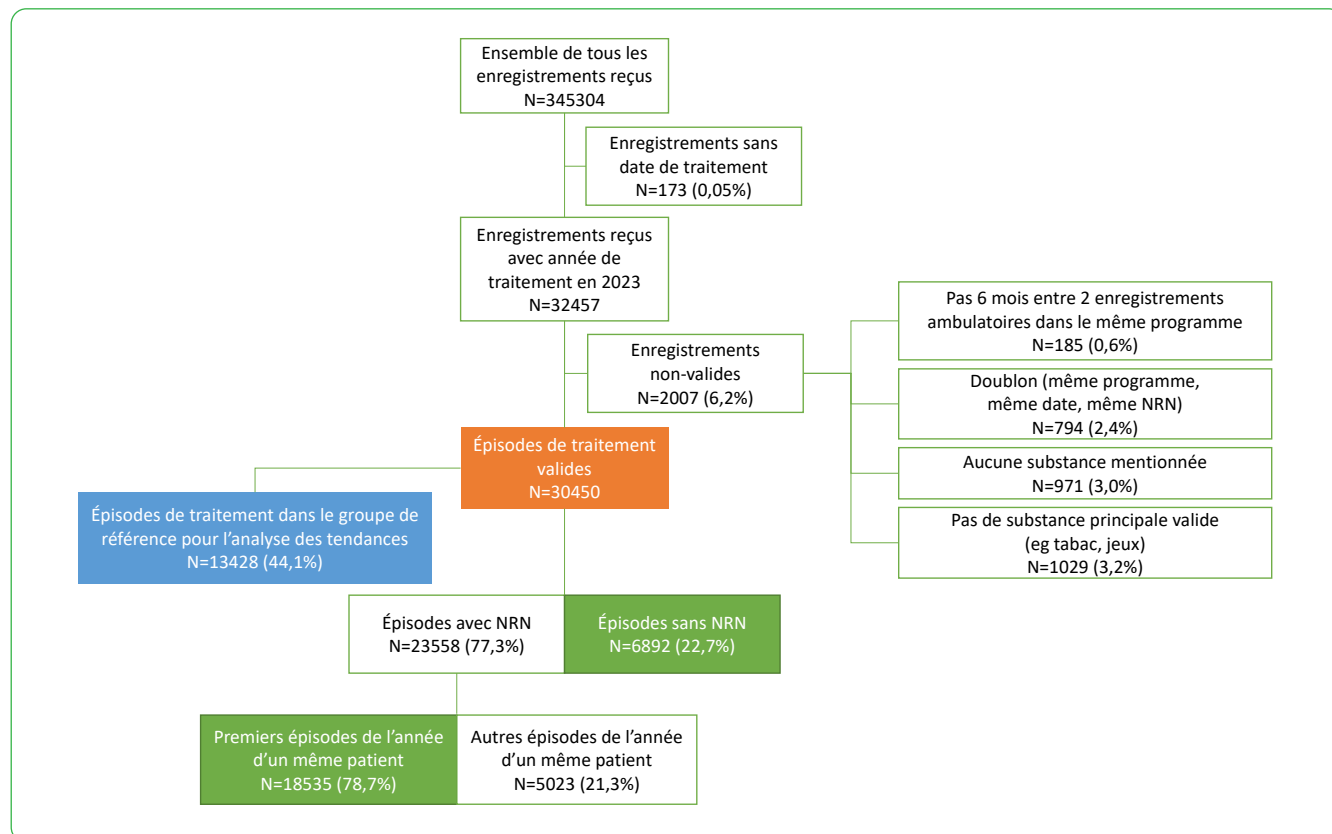 Ensemble de tous les
enregistrements reçus
N=345304
Enregistrements sans
date de traitement
N=173 (0,05%)
Enregistrements reçus
avec année de
traitement en 2023
N=32457
Enregistrements
non-valides
N=2007 (6,2%)
Pas 6 mois entre 2 enregistrements
ambulatoires dans le même programme
N=185 (0,6%)
Doublon (même programme,
même date, même NRN)
N=794 (2,4%)
Aucune substance mentionnée
N=971 (3,0%)
Pas de substance principale valide
(eg tabac, jeux)
N=1029 (3,2%)
Épisodes de traitement
valides
N=30450
Épisodes de traitement dans le groupe de
référence pour l’analyse des tendances
N=13428 (44,1%)
Épisodes avec NRN
N=23558 (77,3%)
Épisodes sans NRN
N=6892 (22,7%)
Premiers épisodes de l’année
d’un même patient
N=18535 (78,7%)
Autres épisodes de l’année
d’un même patient
N=5023 (21,3%)